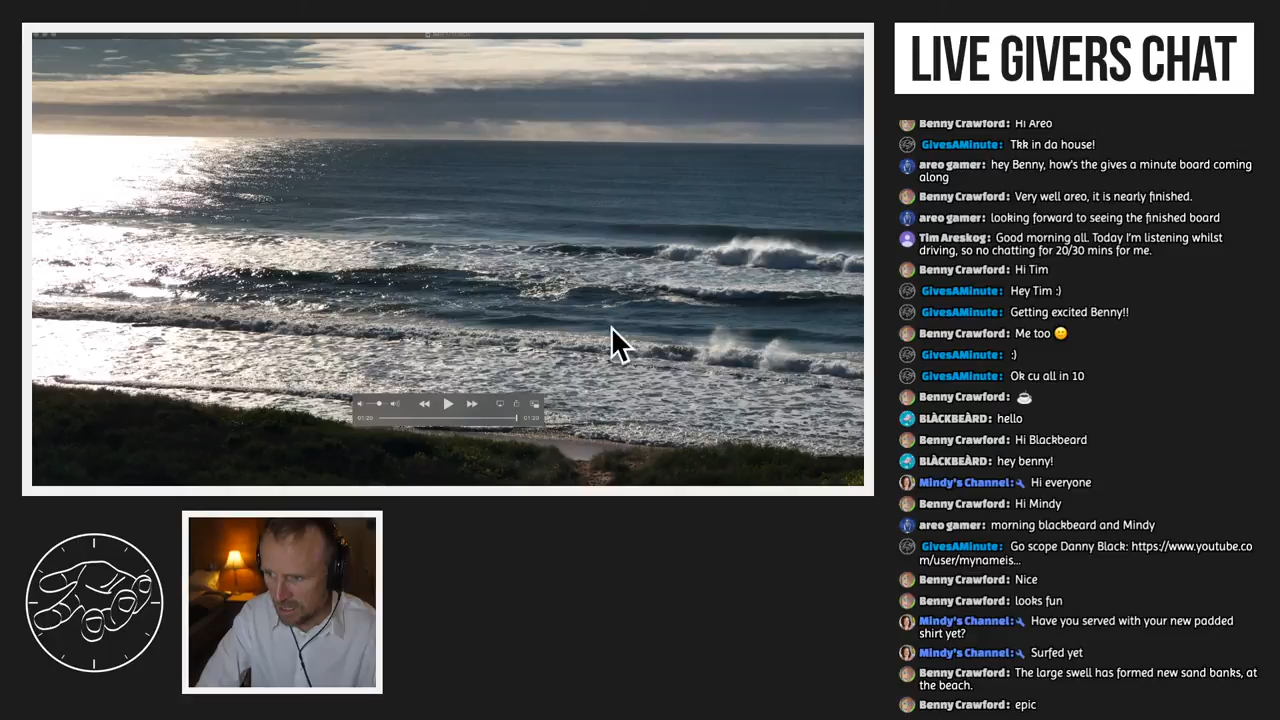 LIVE GIVERS CHAT
Benny Crawford: Hi Areo
GivesAMinute: Tkk in da house!
areo gamer: hey Benny, how's the gives a minute board coming
along
Benny Crawford: Very well areo, it is nearly finished.
areo gamer: looking forward to seeing the finished board
Tim Areskog: Good morning all. Today I'm listening whilst
driving, so no chatting for 20/30 mins for me.
Benny Crawford: Hi Tim
GivesAMinute: Hey Tim :)
GivesAMinute: Getting excited Benny!!
Benny Crawford: Me too 🙂
GivesAMinute: :)
GivesAMinute: Ok cu all in 10
Benny Crawford: ☕
BLÀCKBEÀRD: hello
Benny Crawford: Hi Blackbeard
BLÀCKBEÀRD: hey benny!
Mindy's Channel: Hi everyone
Benny Crawford: Hi Mindy
areo gamer: morning blackbeard and Mindy
GivesAMinute: Go scope Danny Black: https://www.youtube.co
m/user/mynameis...
Benny Crawford: Nice
Benny Crawford: looks fun
Mindy's Channel: Have you served with your new padded
shirt yet?
Mindy's Channel: Surfed yet
Benny Crawford: The large swell has formed new sand banks, at
the beach.
Benny Crawford: epic
01:20
01:20